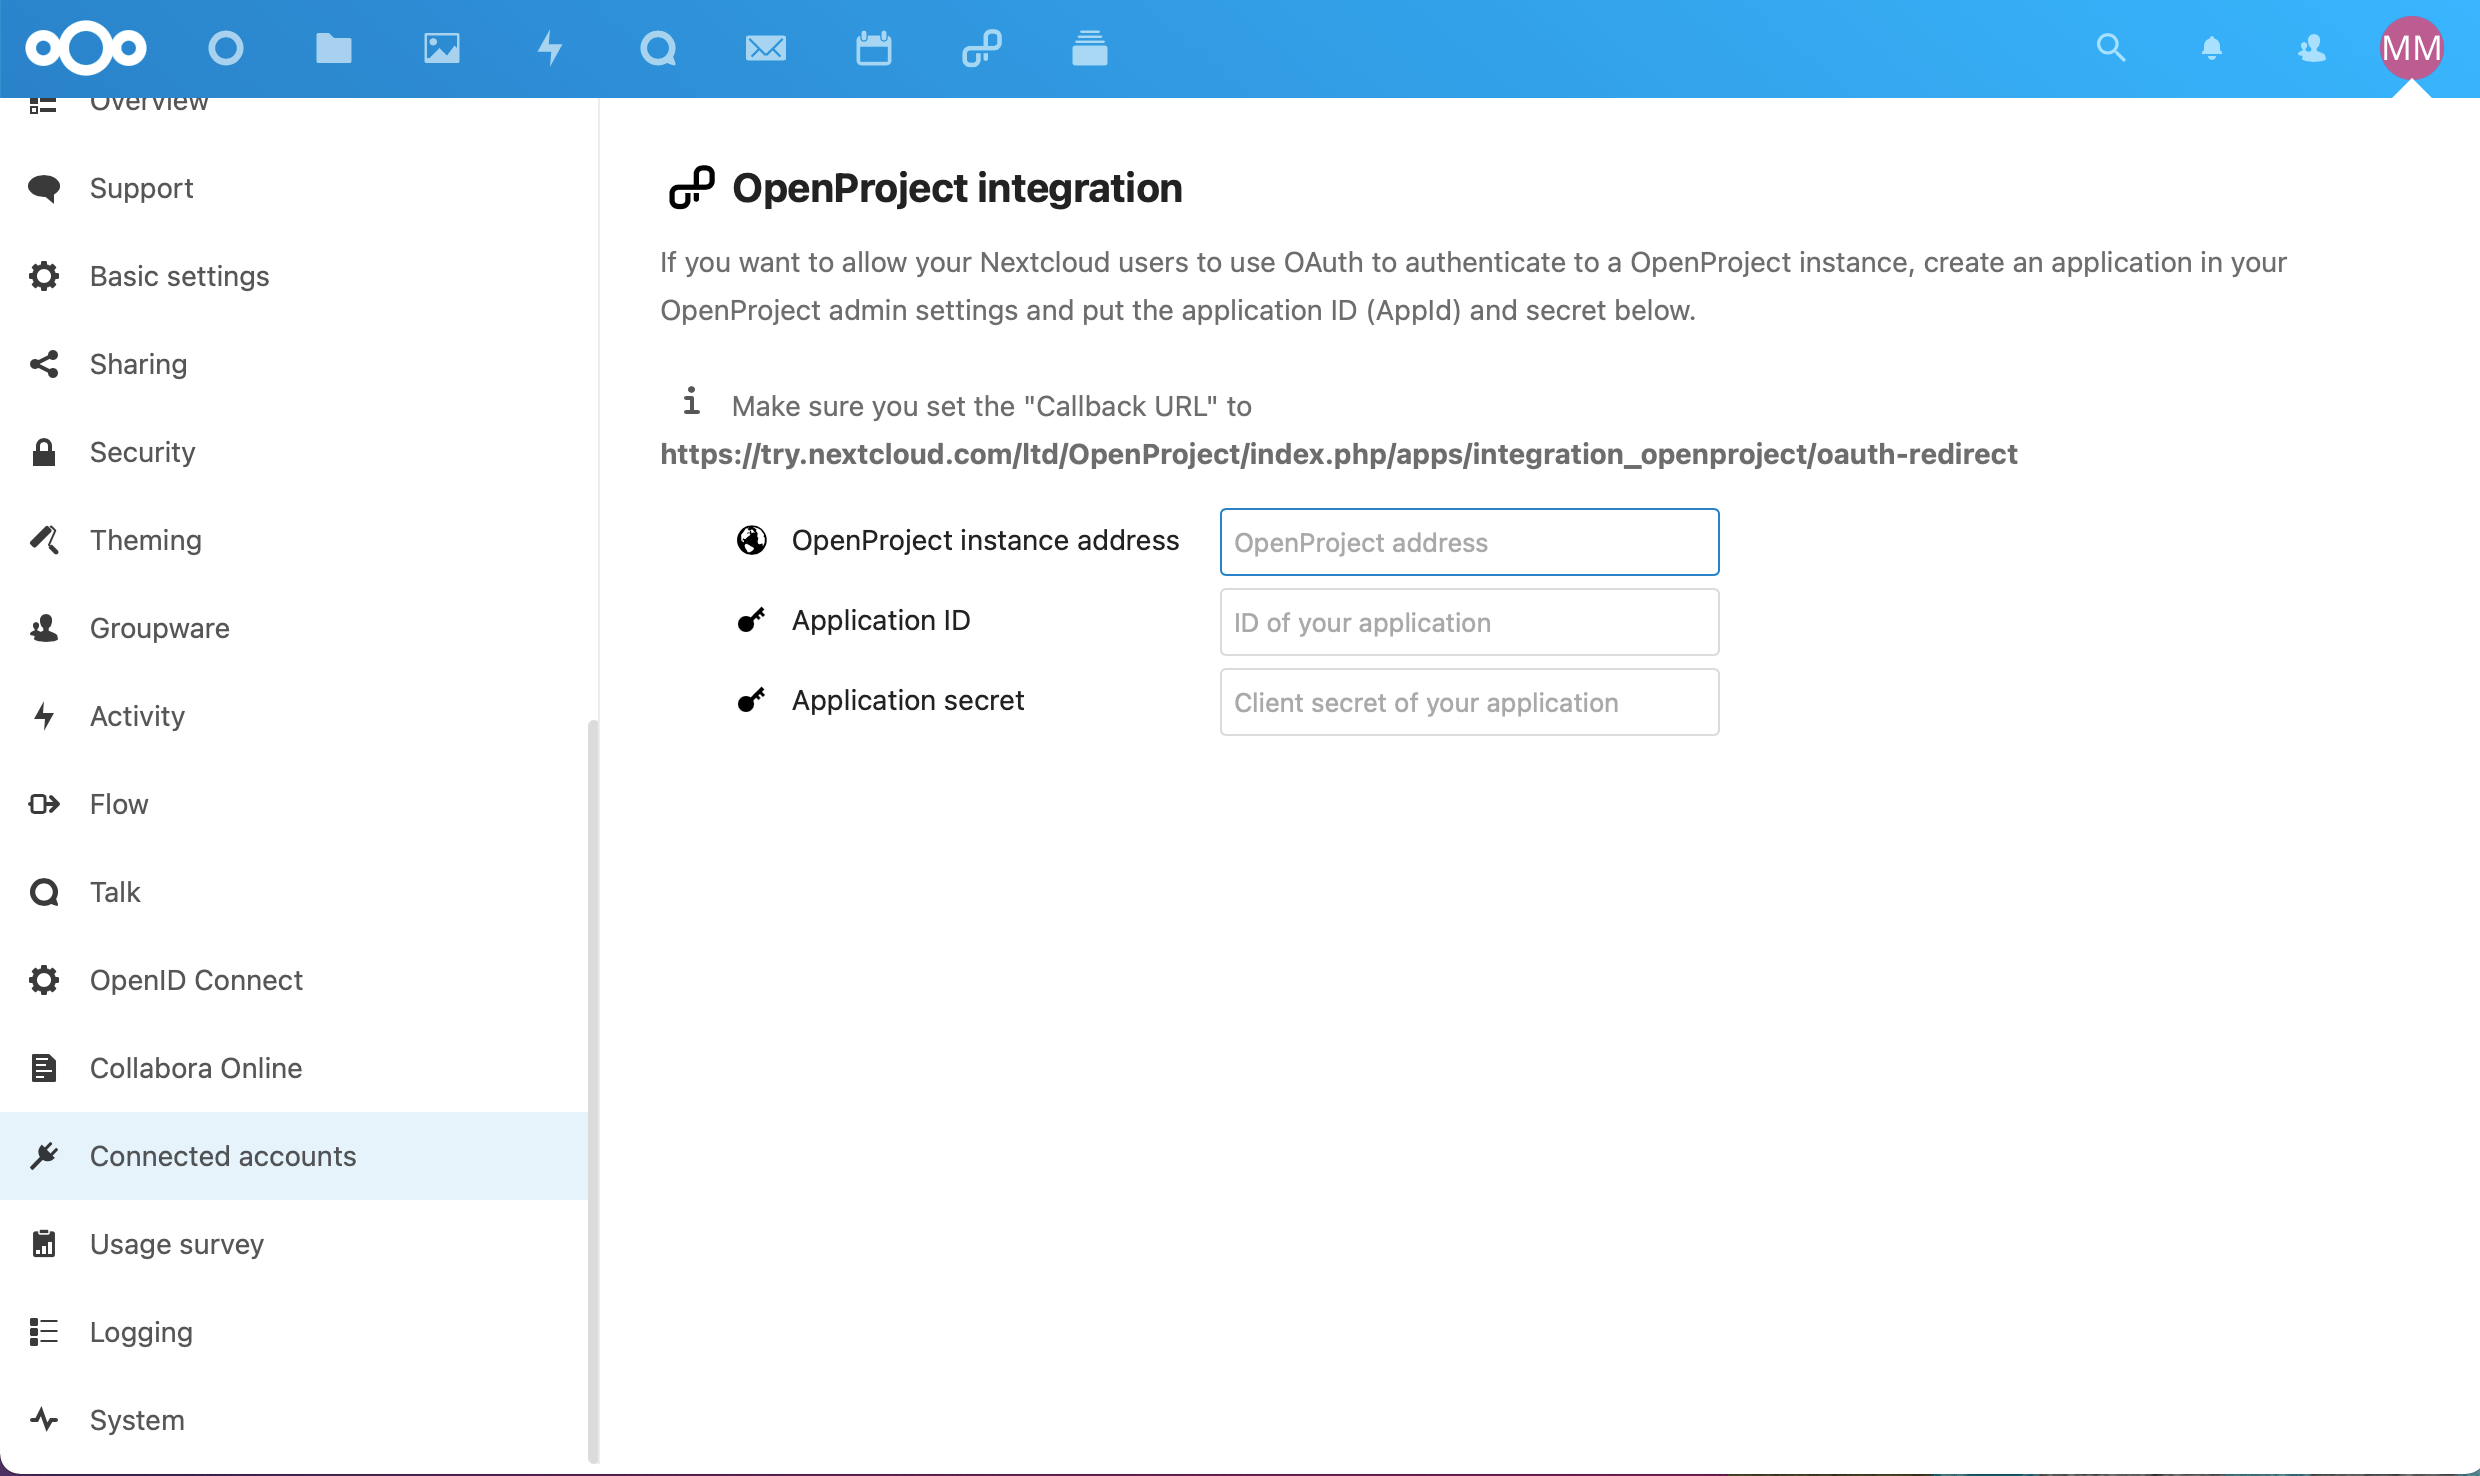 MM
Overview
Support
Basic settings
Sharing
Security
Theming
Groupware
Activity
Flow
Talk
OpenID Connect
Collabora Online
Connected accounts
Usage survey
Logging
System
OpenProject integration
If you want to allow your Nextcloud users to use OAuth to authenticate to a OpenProject instance, create an application in your
OpenProject admin settings and put the application ID (AppId) and secret below.
Make sure you set the "Callback URL" to
https://try.nextcloud.com/ltd/OpenProject/index.php/apps/integration_openproject/oauth-redirect
OpenProject instance address OpenProject address
Application ID ID of your application
Application secret Client secret of your application